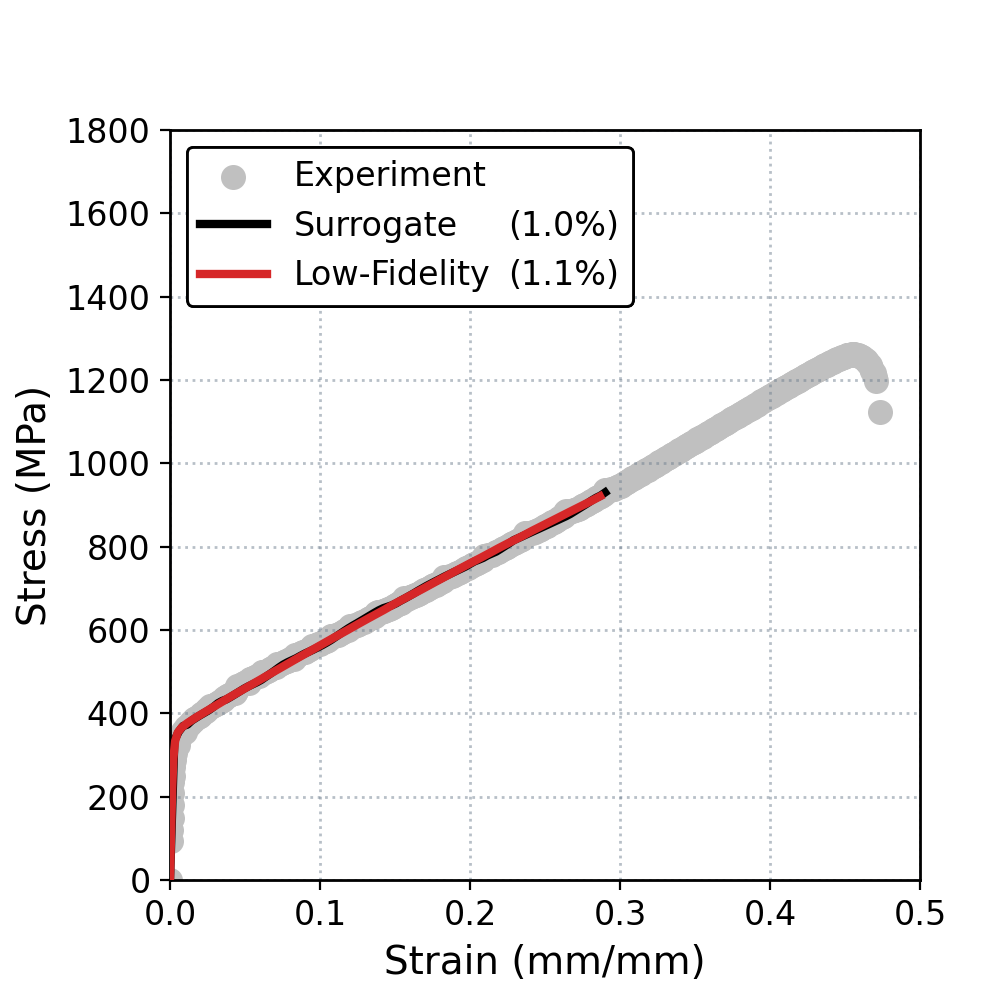 1800
1600
1400
1200
1000
800
600
400
200
0
Stress (MPa)
Experiment
Surrogate (1.0%)
Low-Fidelity (1.1%)
0.0 0.1 0.2 0.3 0.4 0.5
Strain (mm/mm)